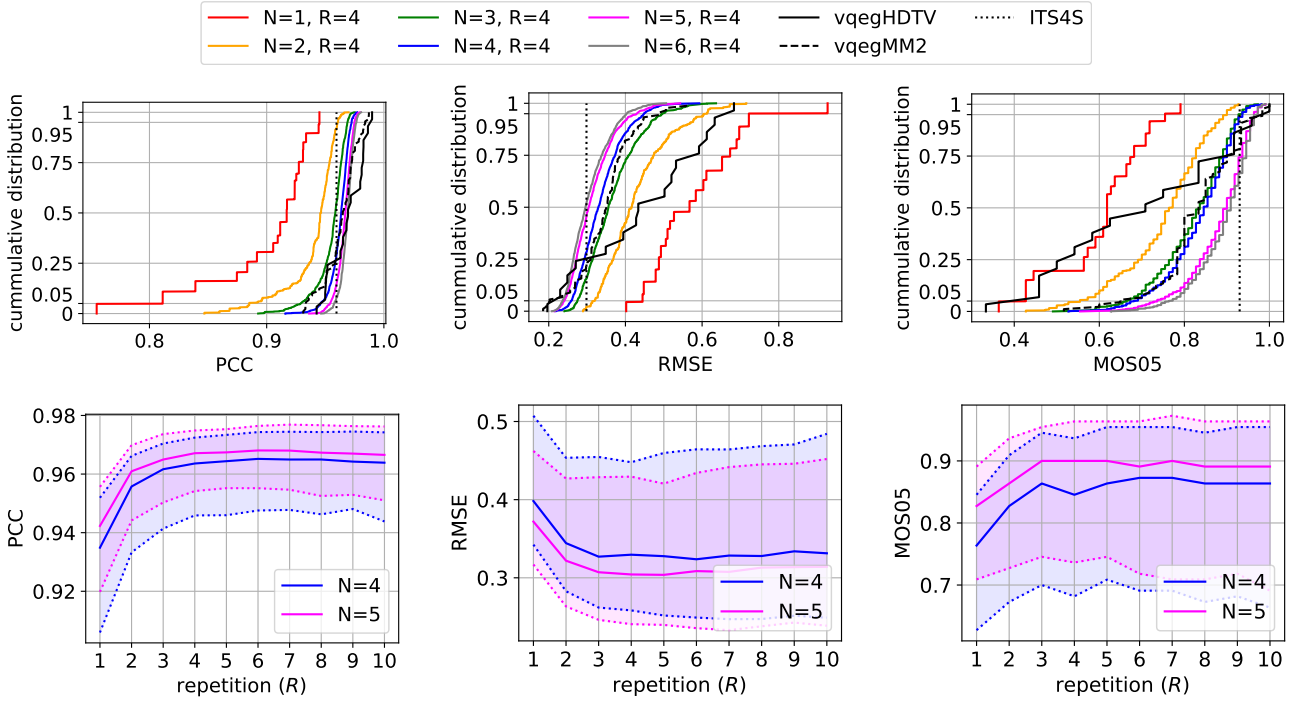 N=1, R=4 N=3, R=4 N=5, R=4 vqegHDTV ITS4S
N=2, R=4 N=4, R=4 N=6, R=4 vqegMM2
cummulative distribution
1
0.95
0.75
0.5
0.25
0.05
0
0.8 0.9 1.0
PCC
cummulative distribution
1
0.95
0.75
0.5
0.25
0.05
0
0.2 0.4 0.6 0.8
RMSE
cummulative distribution
1
0.95
0.75
0.5
0.25
0.05
0
0.4 0.6 0.8 1.0
MOS05
PCC
0.98
0.96
0.94
0.92
N=4
N=5
1 2 3 4 5 6 7 8 9 10
repetition (R)
RMSE
0.5
0.4
0.3
N=4
N=5
1 2 3 4 5 6 7 8 9 10
repetition (R)
MOS05
0.9
0.8
0.7
N=4
N=5
1 2 3 4 5 6 7 8 9 10
repetition (R)